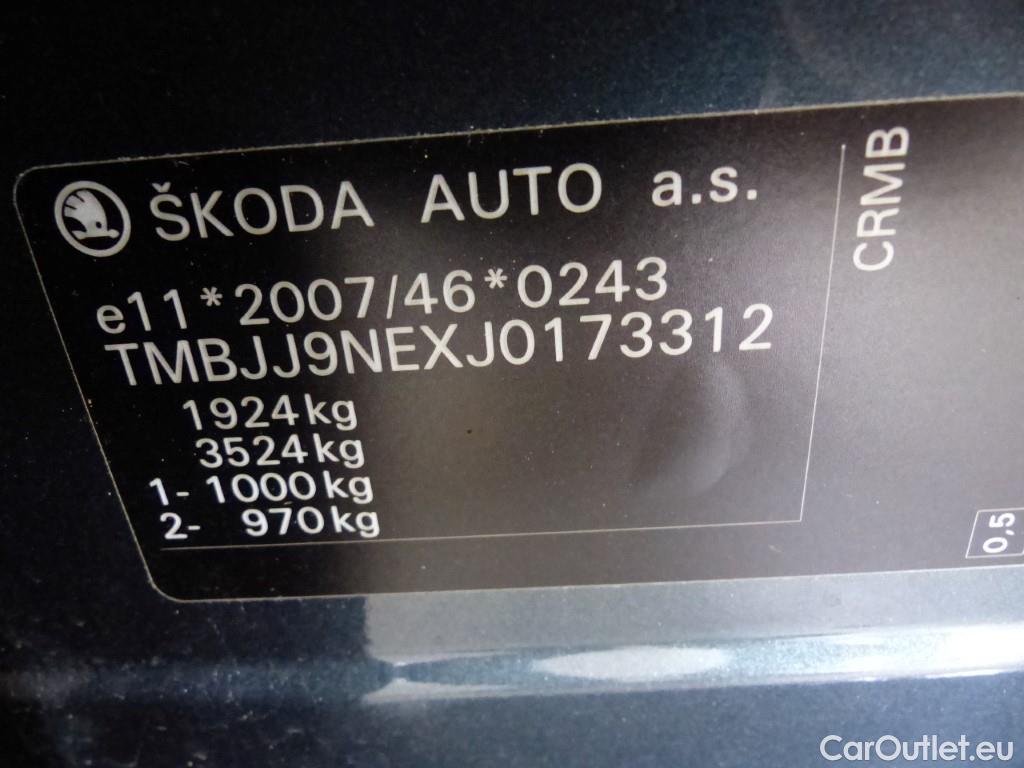 ŠKODA AUTO a.s.
e11*2007/46*0243
TMBJJ9NEXJ0173312
1924kg
3524kg
1- 1000kg
2- 970kg
CRMB
0,5
CarOutlet.eu